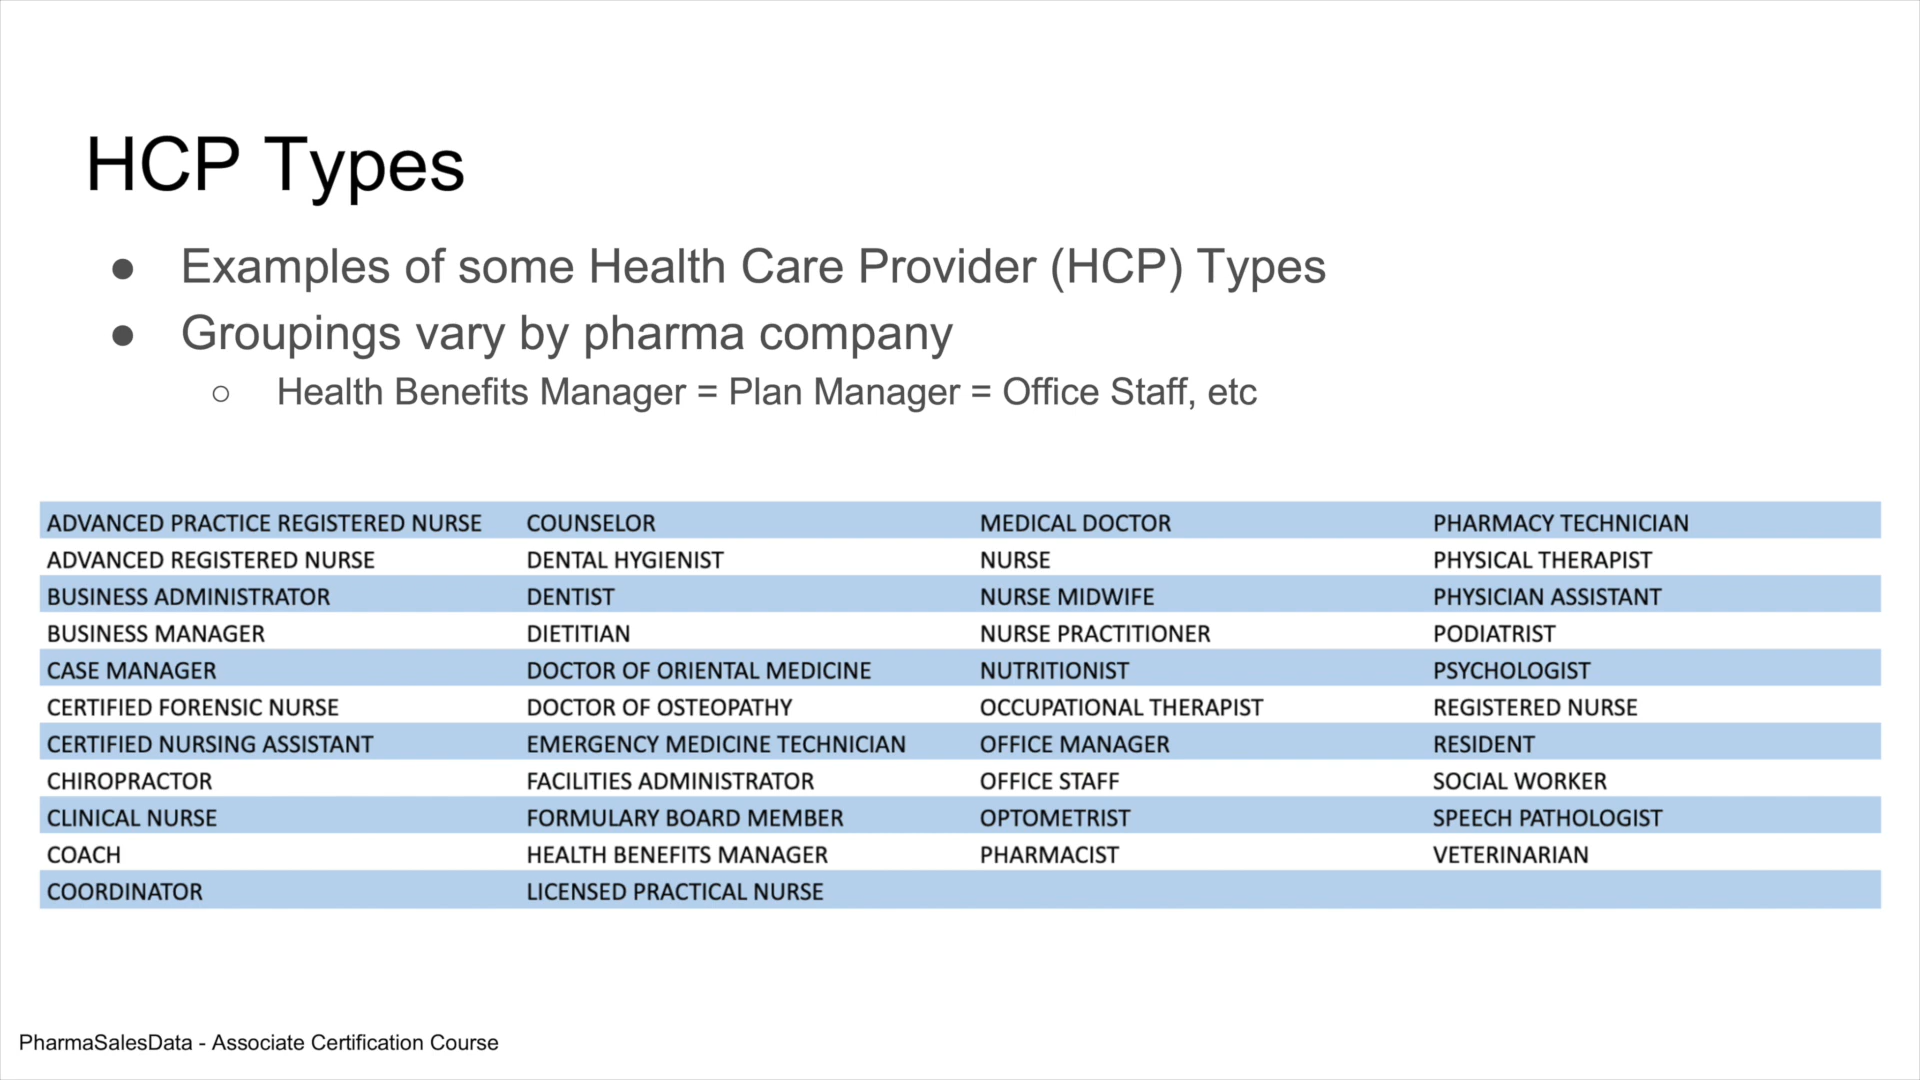 HCP Types
● Examples of some Health Care Provider (HCP) Types
● Groupings vary by pharma company
○ Health Benefits Manager = Plan Manager = Office Staff, etc
ADVANCED PRACTICE REGISTERED NURSE COUNSELOR MEDICAL DOCTOR PHARMACY TECHNICIAN
ADVANCED REGISTERED NURSE DENTAL HYGIENIST NURSE PHYSICAL THERAPIST
BUSINESS ADMINISTRATOR DENTIST NURSE MIDWIFE PHYSICIAN ASSISTANT
BUSINESS MANAGER DIETITIAN NURSE PRACTITIONER PODIATRIST
CASE MANAGER DOCTOR OF ORIENTAL MEDICINE NUTRITIONIST PSYCHOLOGIST
CERTIFIED FORENSIC NURSE DOCTOR OF OSTEOPATHY OCCUPATIONAL THERAPIST REGISTERED NURSE
CERTIFIED NURSING ASSISTANT EMERGENCY MEDICINE TECHNICIAN OFFICE MANAGER RESIDENT
CHIROPRACTOR FACILITIES ADMINISTRATOR OFFICE STAFF SOCIAL WORKER
CLINICAL NURSE FORMULARY BOARD MEMBER OPTOMETRIST SPEECH PATHOLOGIST
COACH HEALTH BENEFITS MANAGER PHARMACIST VETERINARIAN
COORDINATOR LICENSED PRACTICAL NURSE
PharmaSalesData - Associate Certification Course